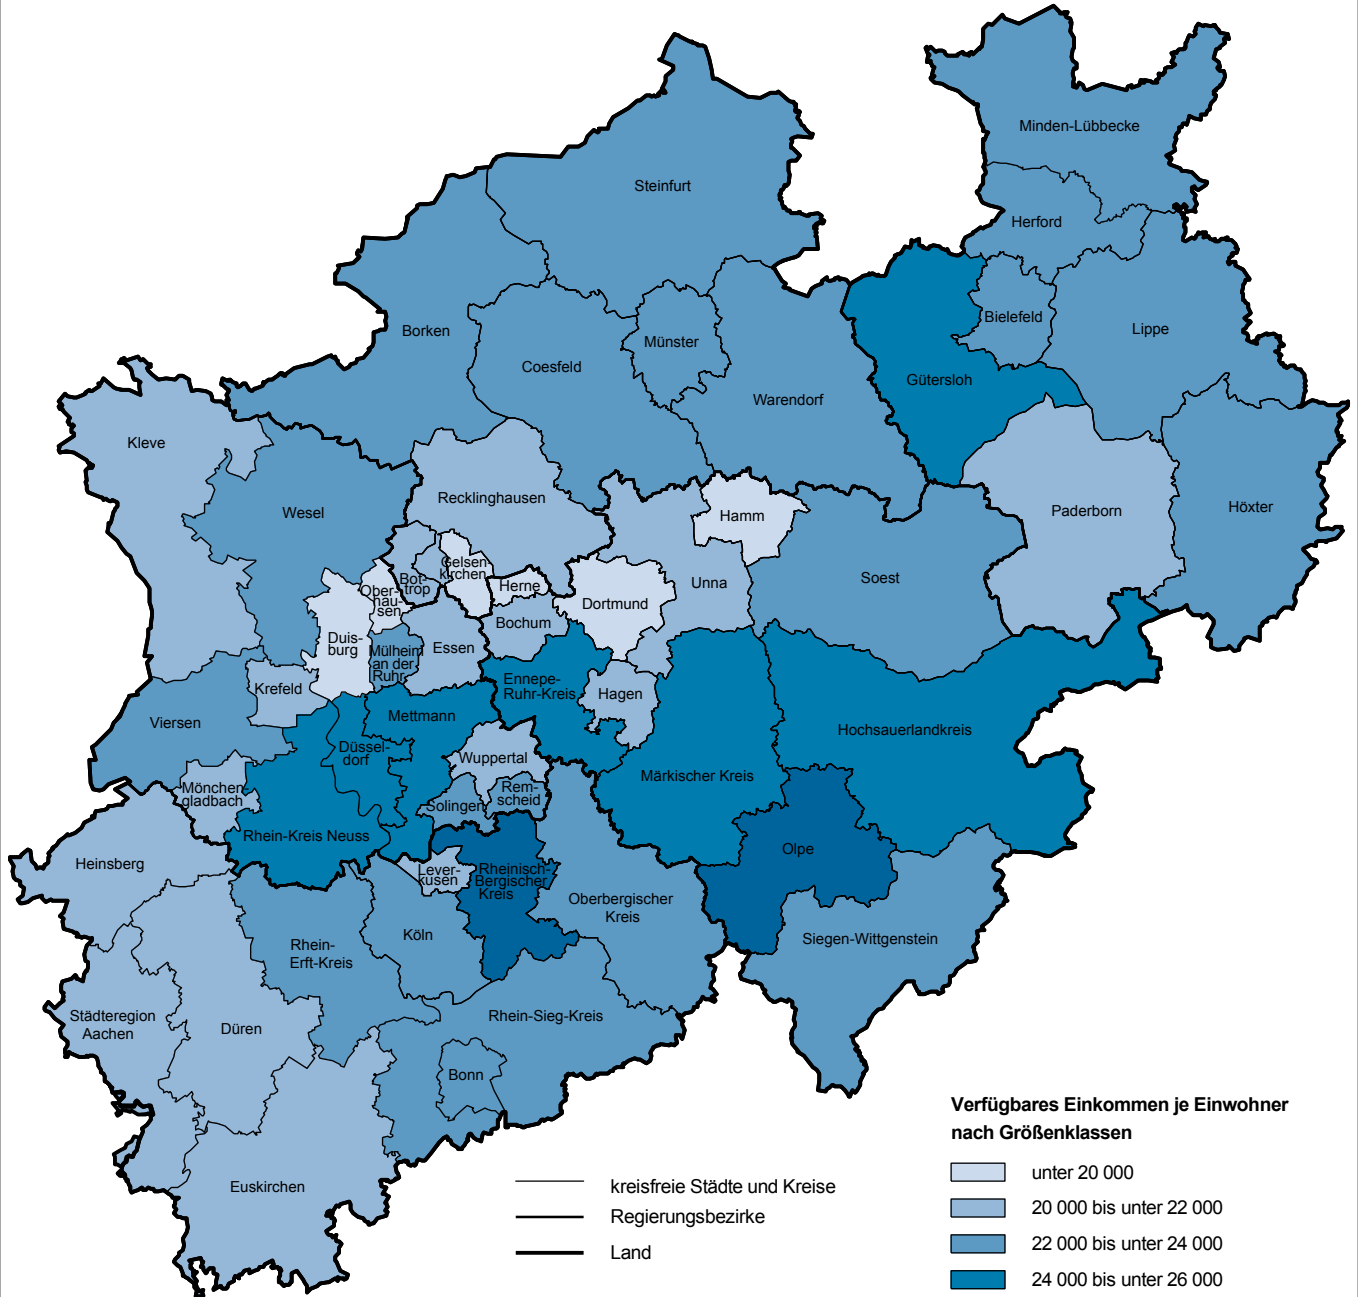 Minden-Lübbecke
Steinfurt
Herford
Bielefeld
Lippe
Borken
Münster
Coesfeld
Gütersloh
Warendorf
Kleve
Recklinghausen
Wesel
Hamm
Paderborn
Höxter
Gelsen-
kirchen
Bot-
trop
Ober-
hau-
sen
Herne
Dortmund
Unna
Soest
Bochum
Duis-
burg
Essen
Mülheim
an der
Ruhr
Ennepe-
Ruhr-Kreis
Hagen
Krefeld
Viersen
Mettmann
Düssel-
dorf
Hochsauerlandkreis
Wuppertal
Märkischer Kreis
Mönchen-
gladbach
Rem-
scheid
Solingen
Rhein-Kreis Neuss
Olpe
Heinsberg
Lever-
kusen
Rheinisch-
Bergischer
Kreis
Oberbergischer
Kreis
Köln
Rhein-
Erft-Kreis
Siegen-Wittgenstein
Städteregion
Aachen
Düren
Rhein-Sieg-Kreis
Bonn
Euskirchen
kreisfreie Städte und Kreise
Regierungsbezirke
Land
Verfügbares Einkommen je Einwohner
nach Größenklassen
unter 20 000
20 000 bis unter 22 000
22 000 bis unter 24 000
24 000 bis unter 26 000